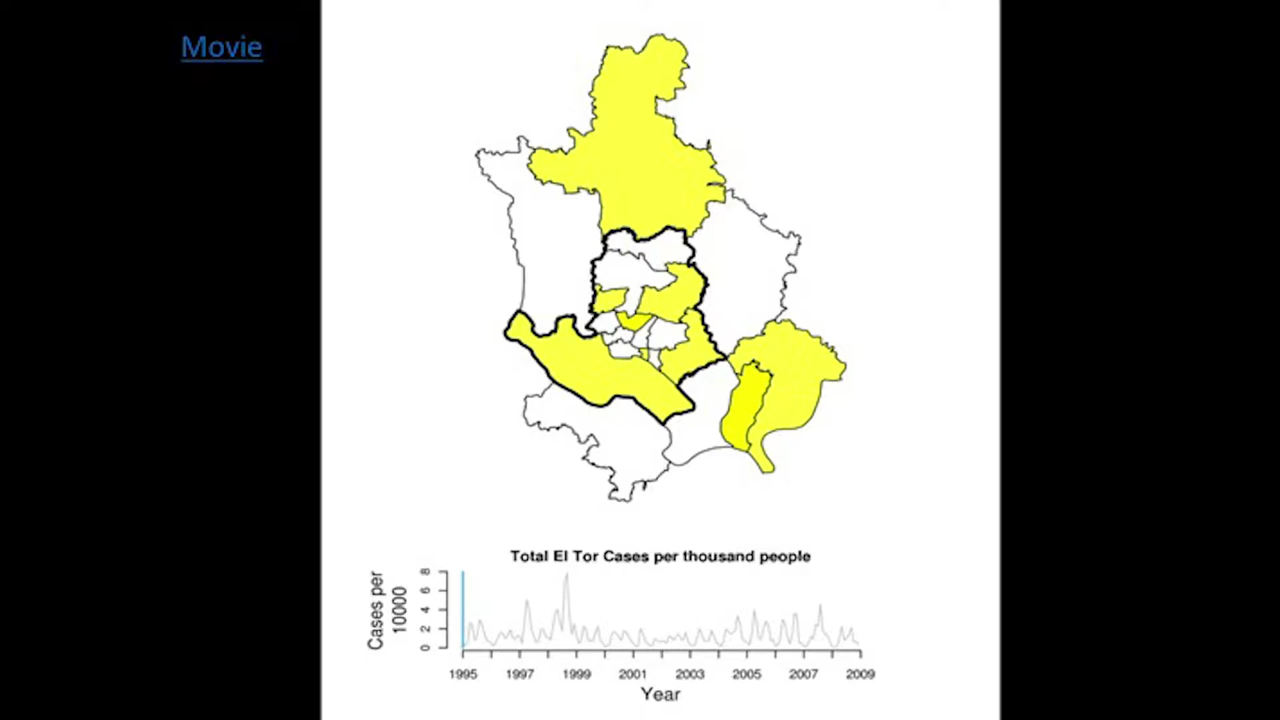 Movie
Total El Tor Cases per thousand people
Cases per
10000
8
6
4
2
0
1995 1997 1999 2001 2003 2005 2007 2009
Year